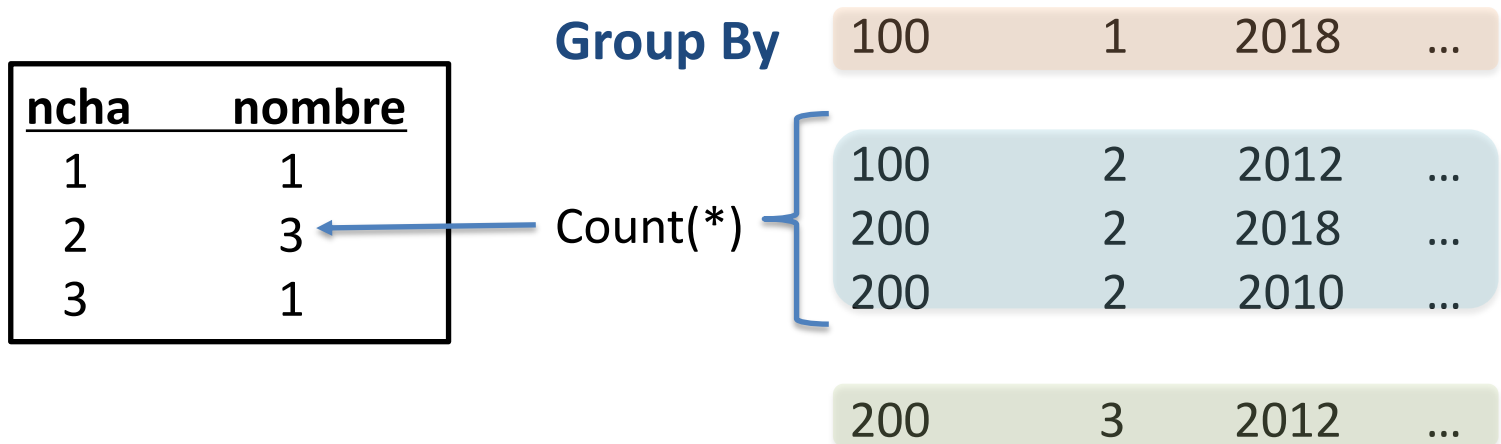 Group By
ncha nombre
1 1
2 3
3 1
Count(*)
100 1 2018 ...
100 2 2012 ...
200 2 2018 ...
200 2 2010 ...
200 3 2012 ...